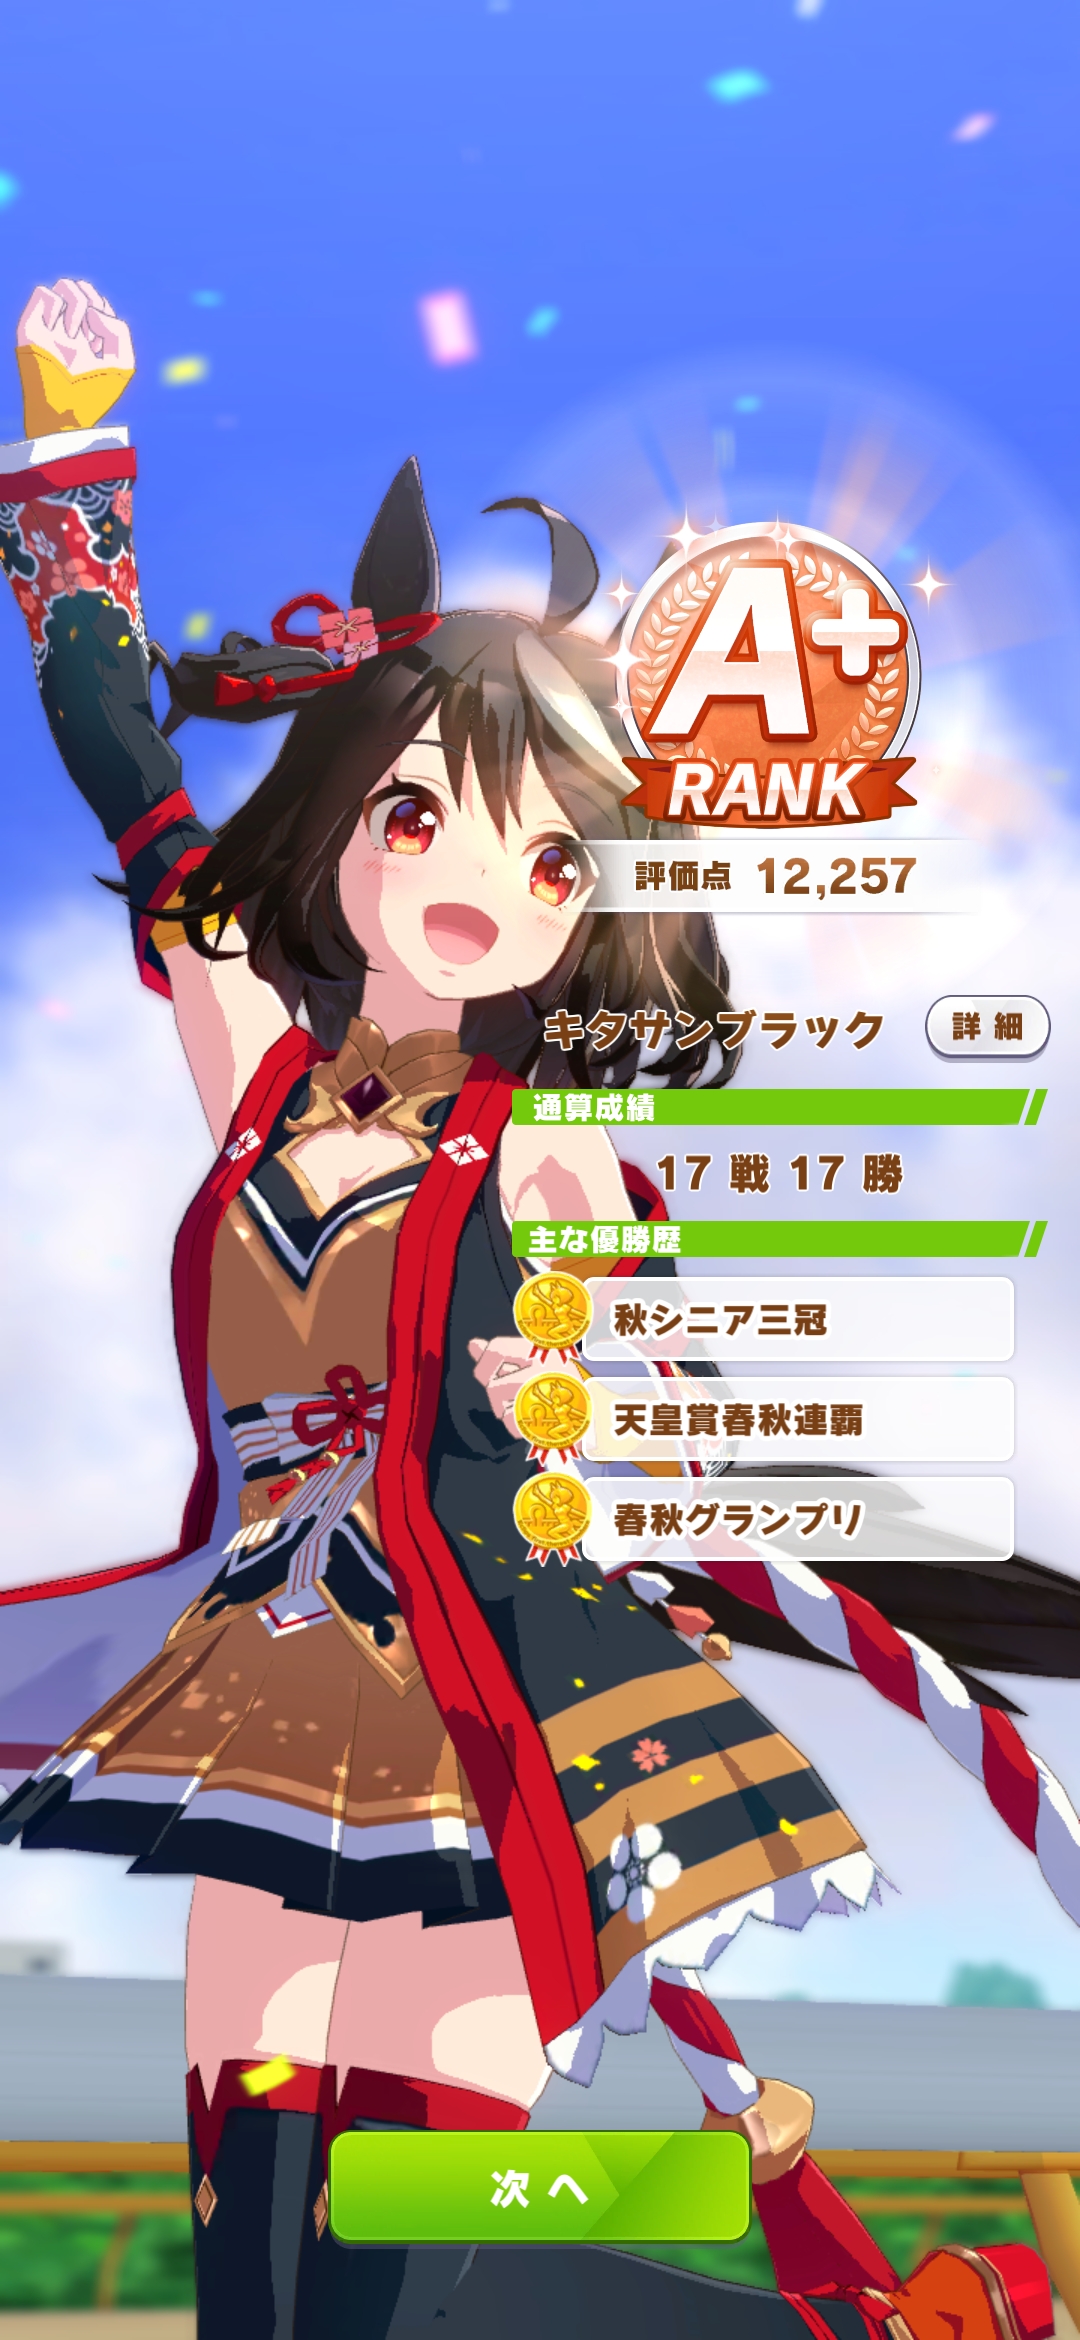 A+
RANK
評価点 12,257
キタサンブラック
詳細
通算成績
17 戦 17 勝
主な優勝歴
秋シニア三冠
天皇賞春秋連覇
春秋グランプリ
次へ